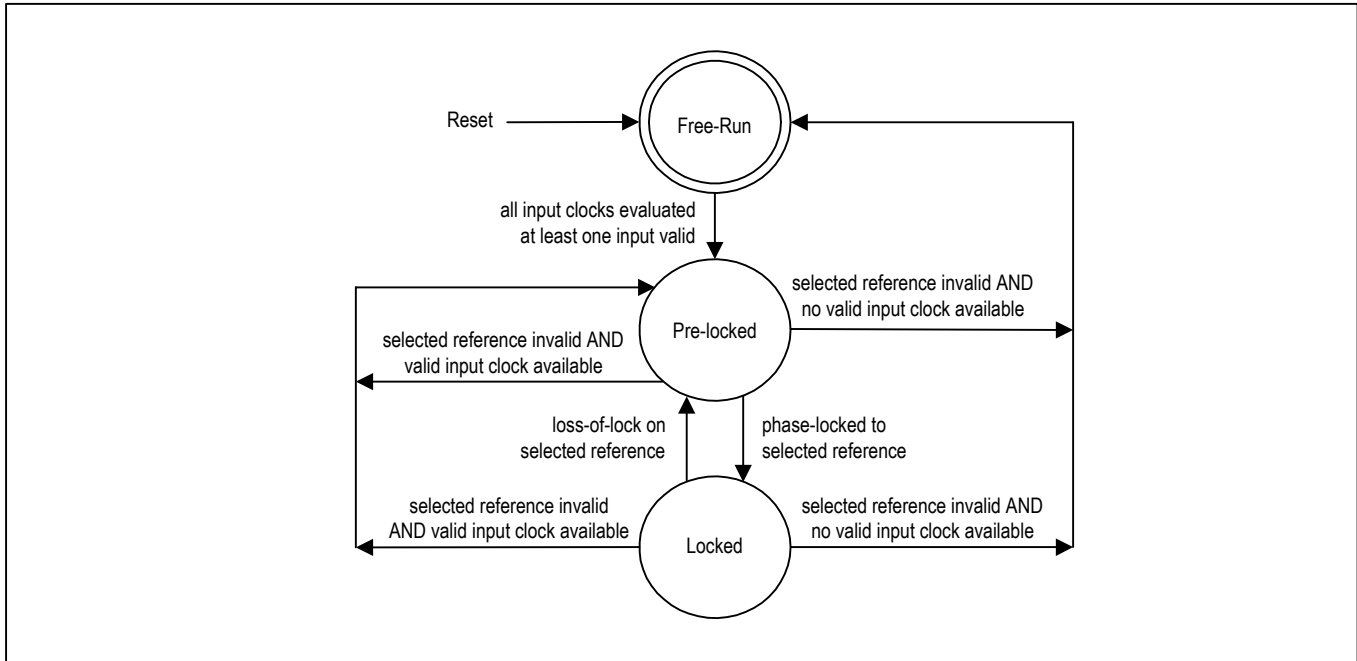 Reset
Free-Run
all input clocks evaluated
at least one input valid
selected reference invalid AND
no valid input clock available
Pre-locked
selected reference invalid AND
valid input clock available
loss-of-lock on
selected reference
phase-locked to
selected reference
selected reference invalid
AND valid input clock available
selected reference invalid AND
no valid input clock available
Locked